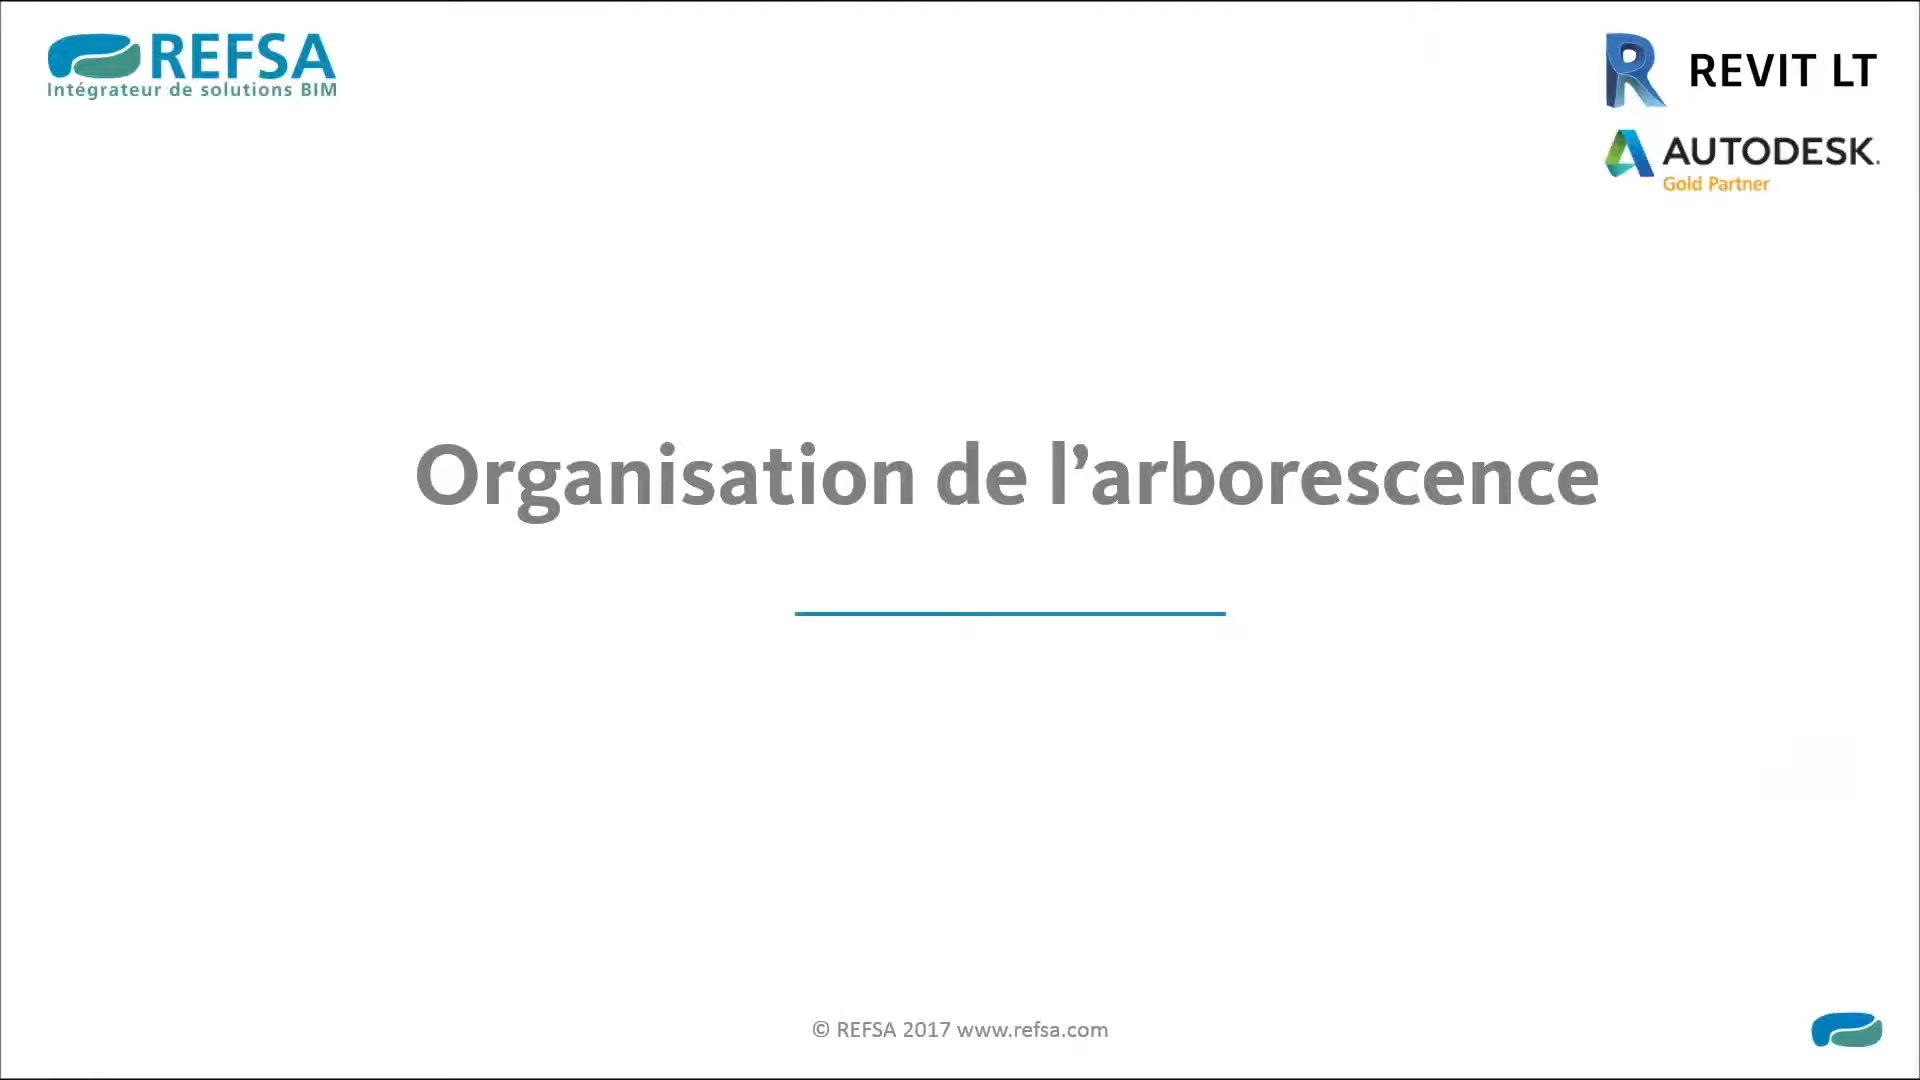 REFSA
Intégrateur de solutions BIM
REVIT LT
AUTODESK.
Gold Partner
Organisation de l’arborescence
© REFSA 2017 www.refsa.com